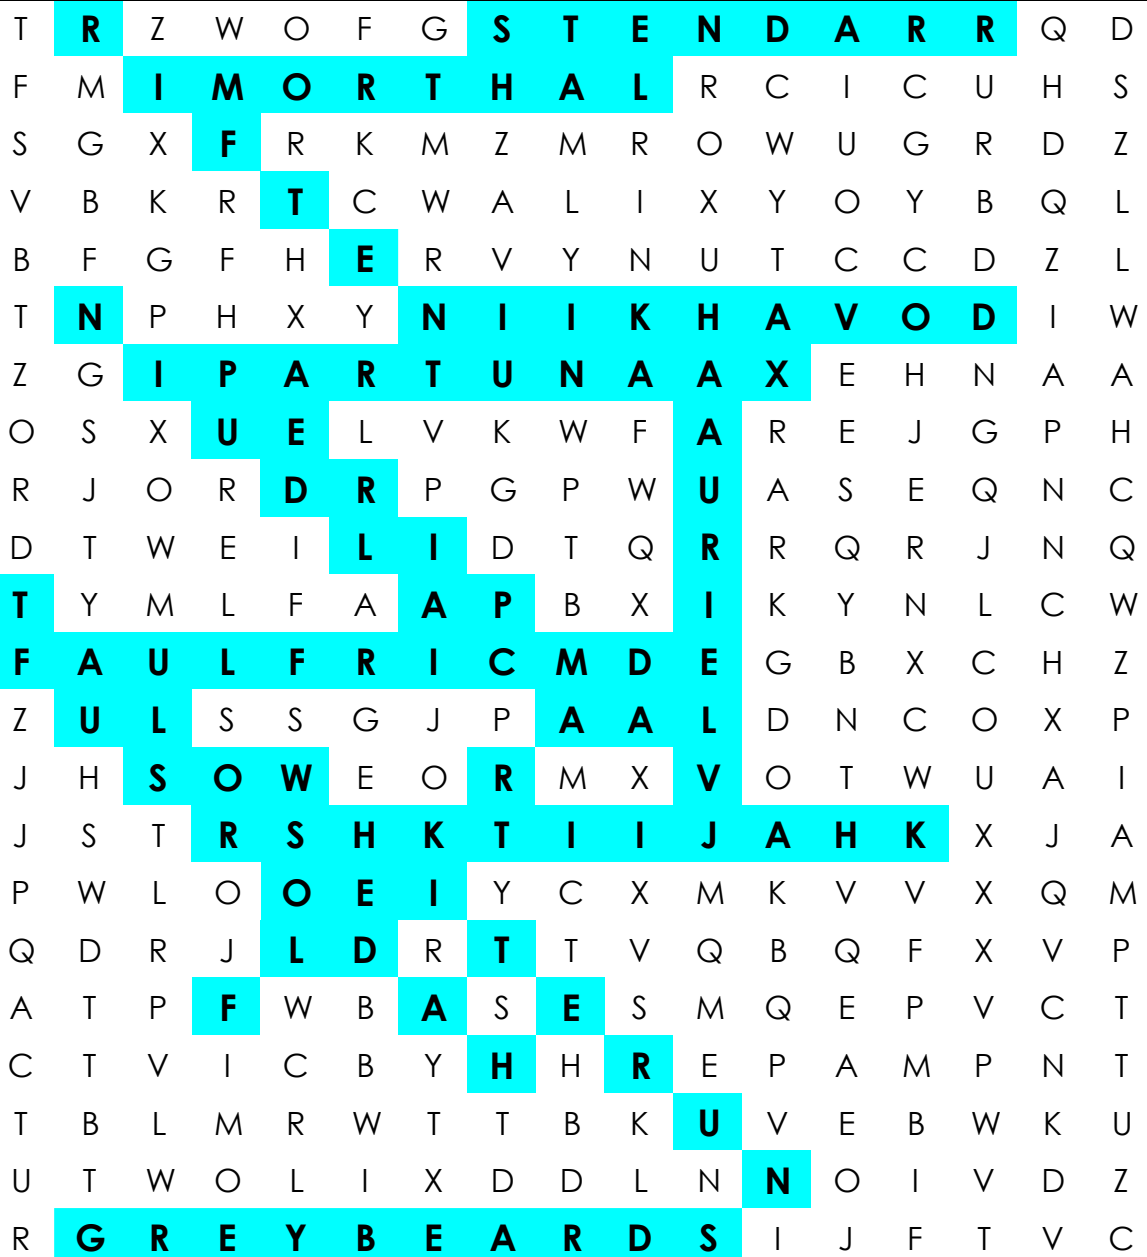 T R Z W O F G S T E N D A R R Q D
F M I M O R T H A L R C I C U H S
S G X F R K M Z M R O W U G R D Z
V B K R T C W A L I X Y O Y B Q L
B F G F H E R V Y N U T C C D Z L
T N P H X Y N I I K H A V O D I W
Z G I P A R T U N A A X E H N A A
O S X U E L V K W F A R E J G P H
R J O R D R P G P W U A S E Q N C
D T W E I L I D T Q R R Q R J N Q
T Y M L F A A P B X I K Y N L C W
F A U L F R I C M D E G B X C H Z
Z U L S S G J P A A L D N C O X P
J H S O W E O R M X V O T W U A I
J S T R S H K T I I J A H K X J A
P W L O O E I Y C X M K V V X Q M
Q D R J L D R T T V Q B Q F X V P
A T P F W B A S E S M Q E P V C T
C T V I C B Y H H R E P A M P N T
T B L M R W T T B K U V E B W K U
U T W O L I X D D L N N O I V D Z
R G R E Y B E A R D S I J F T V C